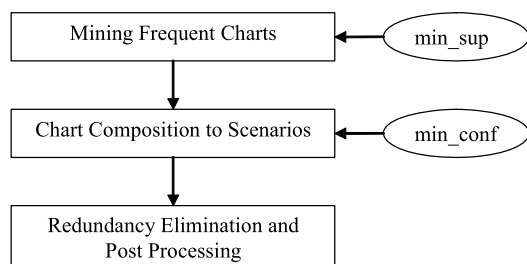 Mining Frequent Charts
min_sup
Chart Composition to Scenarios
min_conf
Redundancy Elimination and
Post Processing